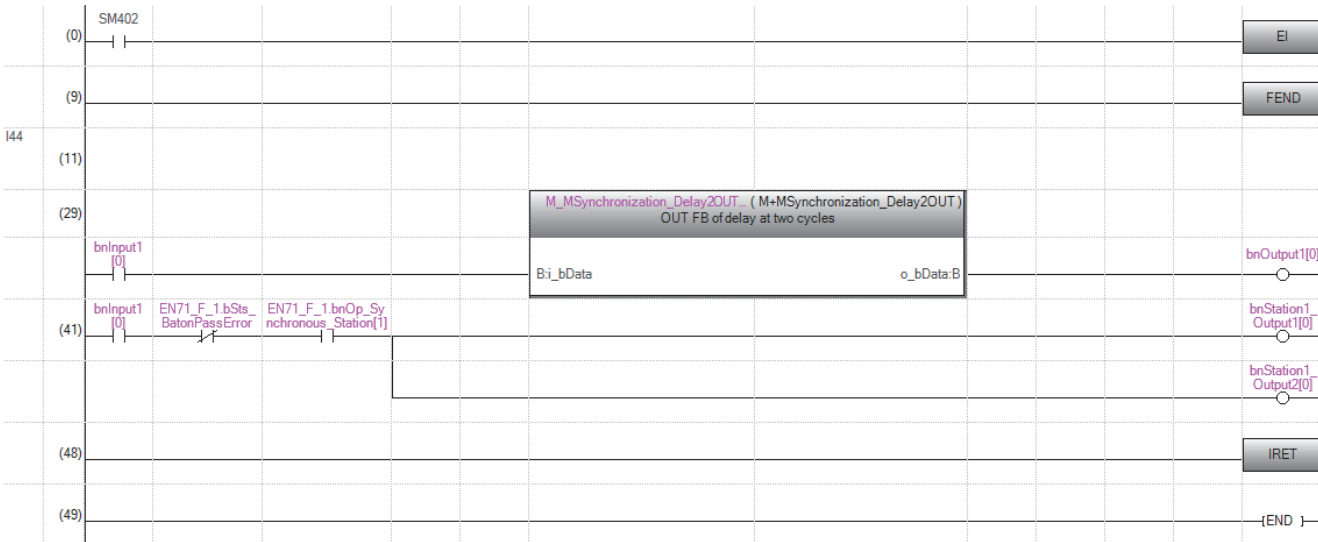 SM402
(0)
EI
(9)
FEND
I44
(11)
(29)
M_MSynchronization_Delay2OUT... ( M+MSynchronization_Delay2OUT )
OUT FB of delay at two cycles
bnInput1
[0]
B:i_bData
o_bData:B
bnOutput1[0]
(41)
bnInput1
[0]
EN71_F_1.bSts_
BatonPassError
EN71_F_1.bnOp_Sy
nchronous_Station[1]
bnStation1_
Output1[0]
bnStation1_
Output2[0]
(48)
IRET
(49)
END